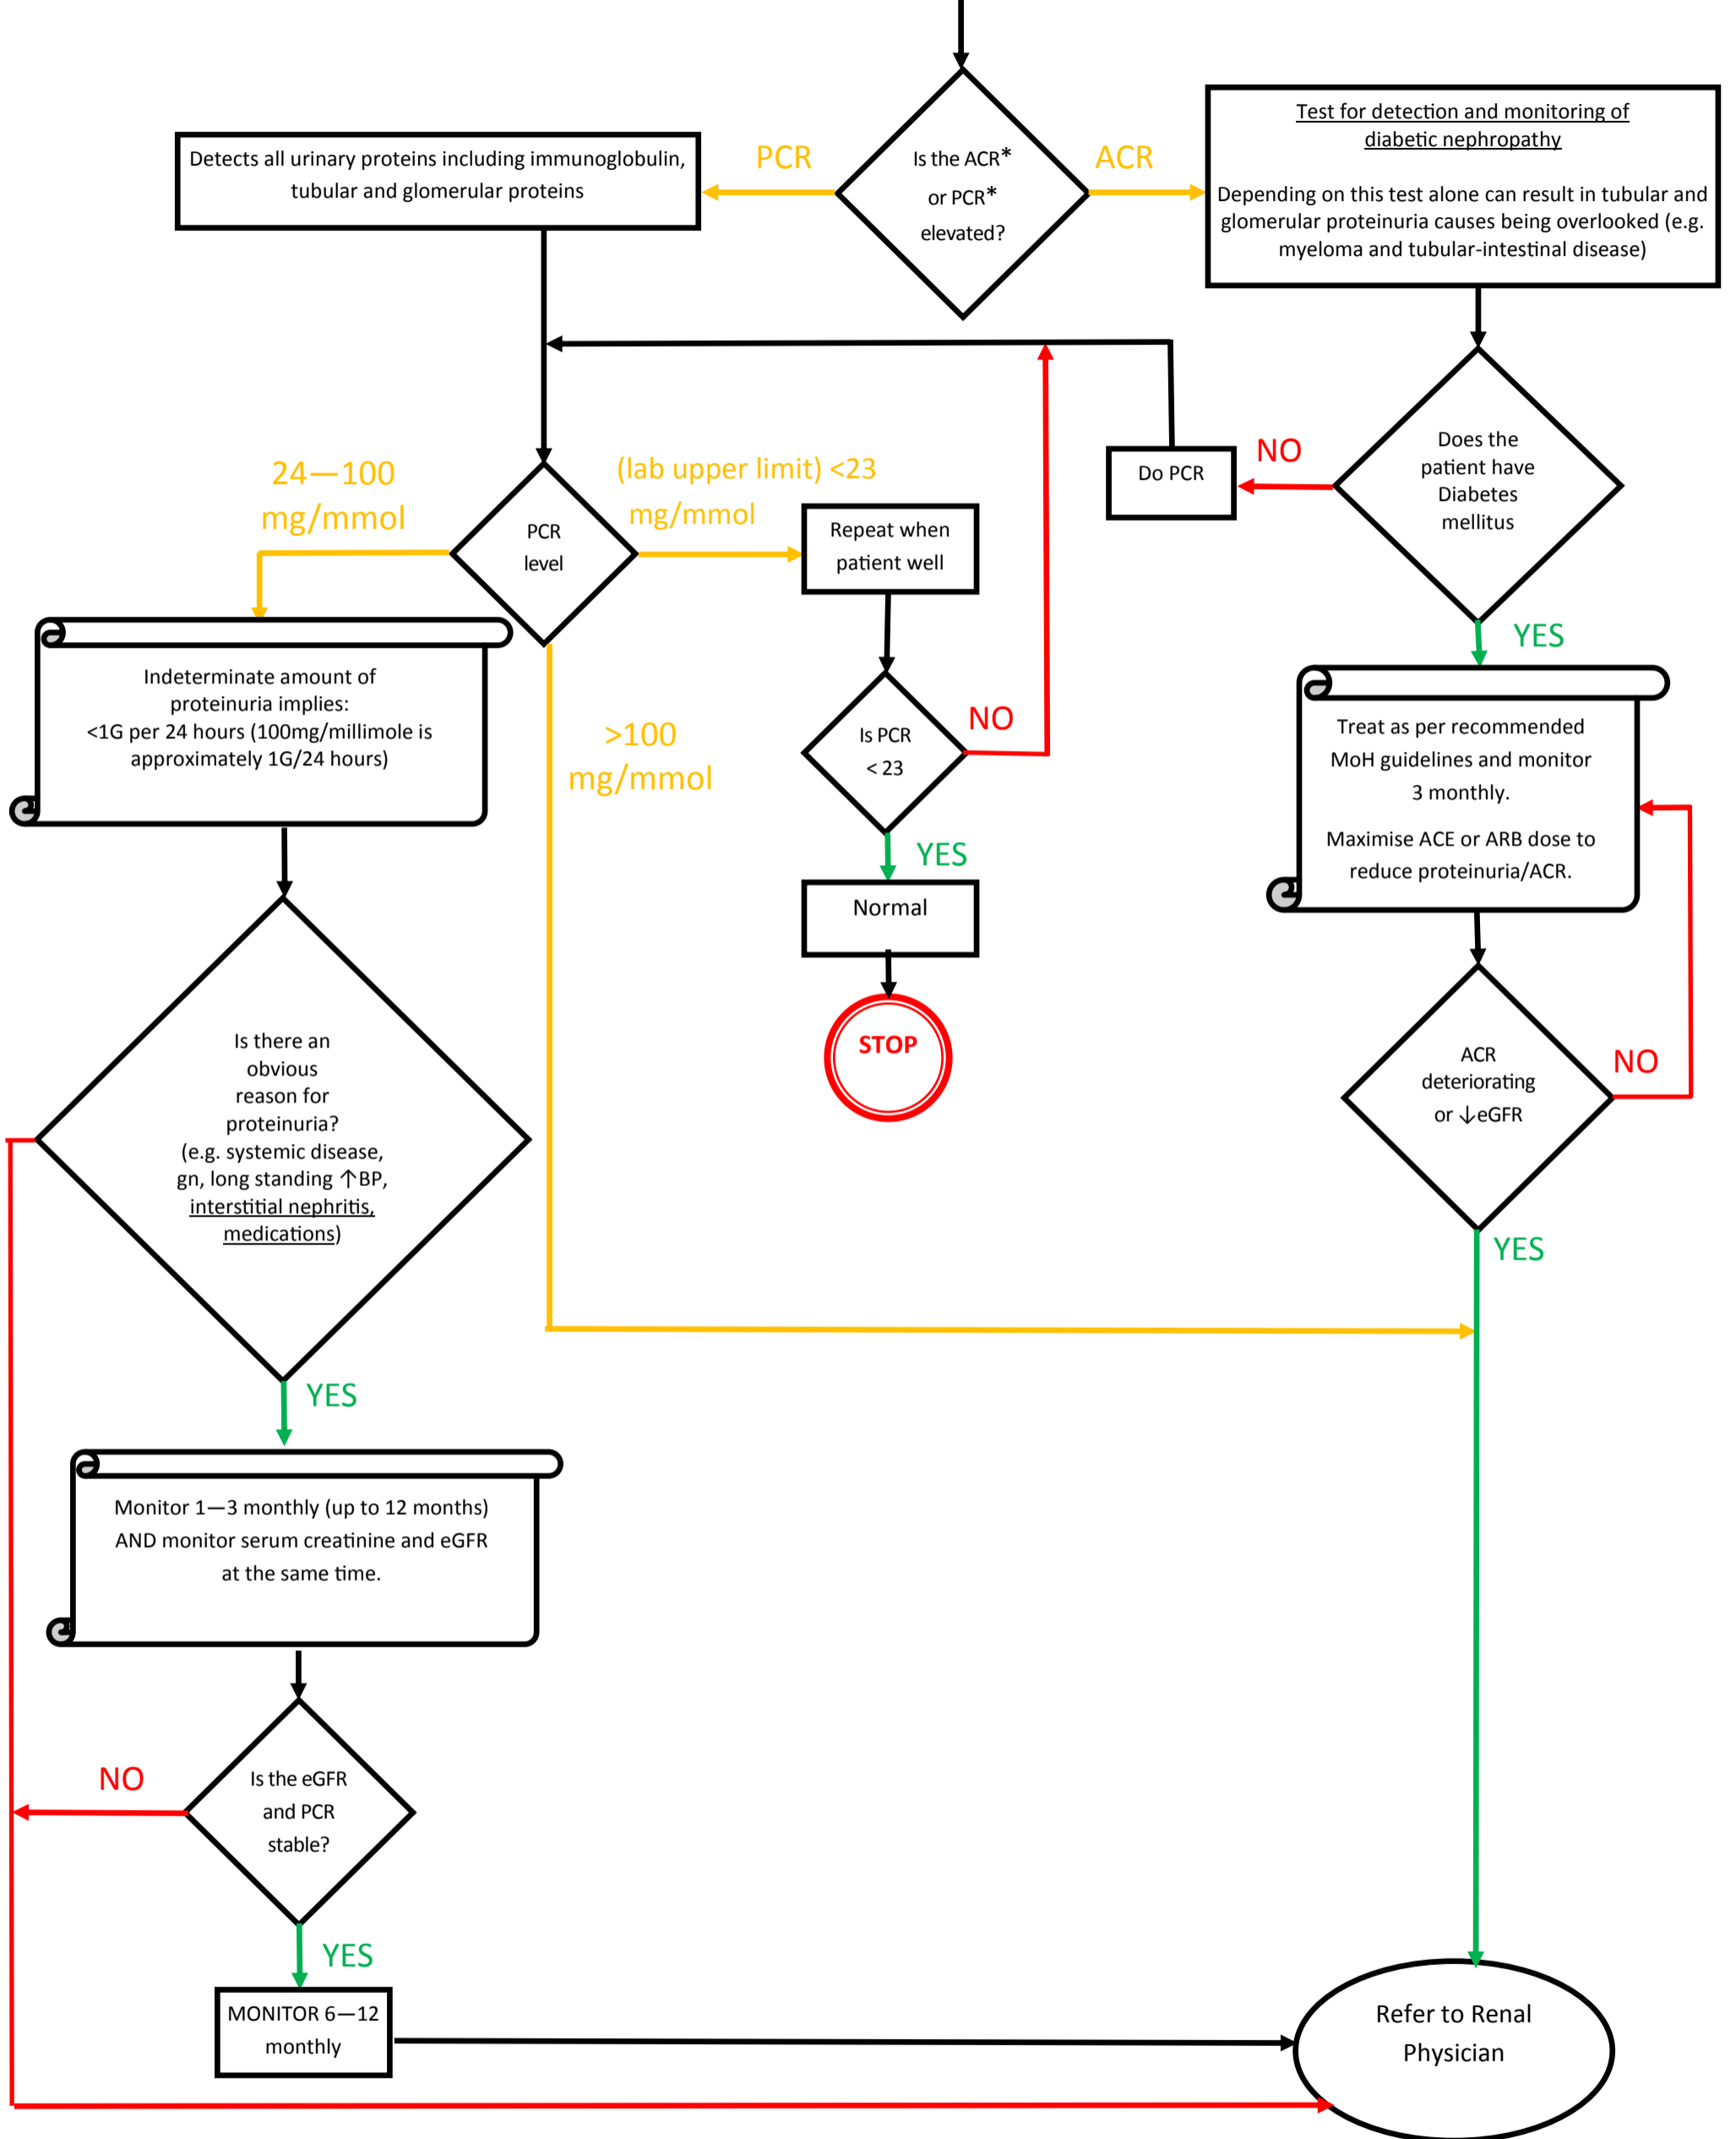 Is the ACR*
or PCR*
elevated?
PCR
ACR
Detects all urinary proteins including immunoglobulin,
tubular and glomerular proteins
Test for detection and monitoring of
diabetic nephropathy
Depending on this test alone can result in tubular and
glomerular proteinuria causes being overlooked (e.g.
myeloma and tubular-intestinal disease)
Does the
patient have
Diabetes
mellitus
NO
Do PCR
YES
24—100
mg/mmol
(lab upper limit) <23
mg/mmol
PCR
level
Repeat when
patient well
Indeterminate amount of
proteinuria implies:
<1G per 24 hours (100mg/millimole is
approximately 1G/24 hours)
>100
mg/mmol
Is PCR
< 23
NO
YES
Normal
STOP
Treat as per recommended
MoH guidelines and monitor
3 monthly.
Maximise ACE or ARB dose to
reduce proteinuria/ACR.
ACR
deteriorating
or ↓eGFR
NO
YES
Is there an
obvious
reason for
proteinuria?
(e.g. systemic disease,
gn, long standing ↑BP,
interstitial nephritis,
medications)
YES
Monitor 1—3 monthly (up to 12 months)
AND monitor serum creatinine and eGFR
at the same time.
NO
Is the eGFR
and PCR
stable?
YES
MONITOR 6—12
monthly
Refer to Renal
Physician